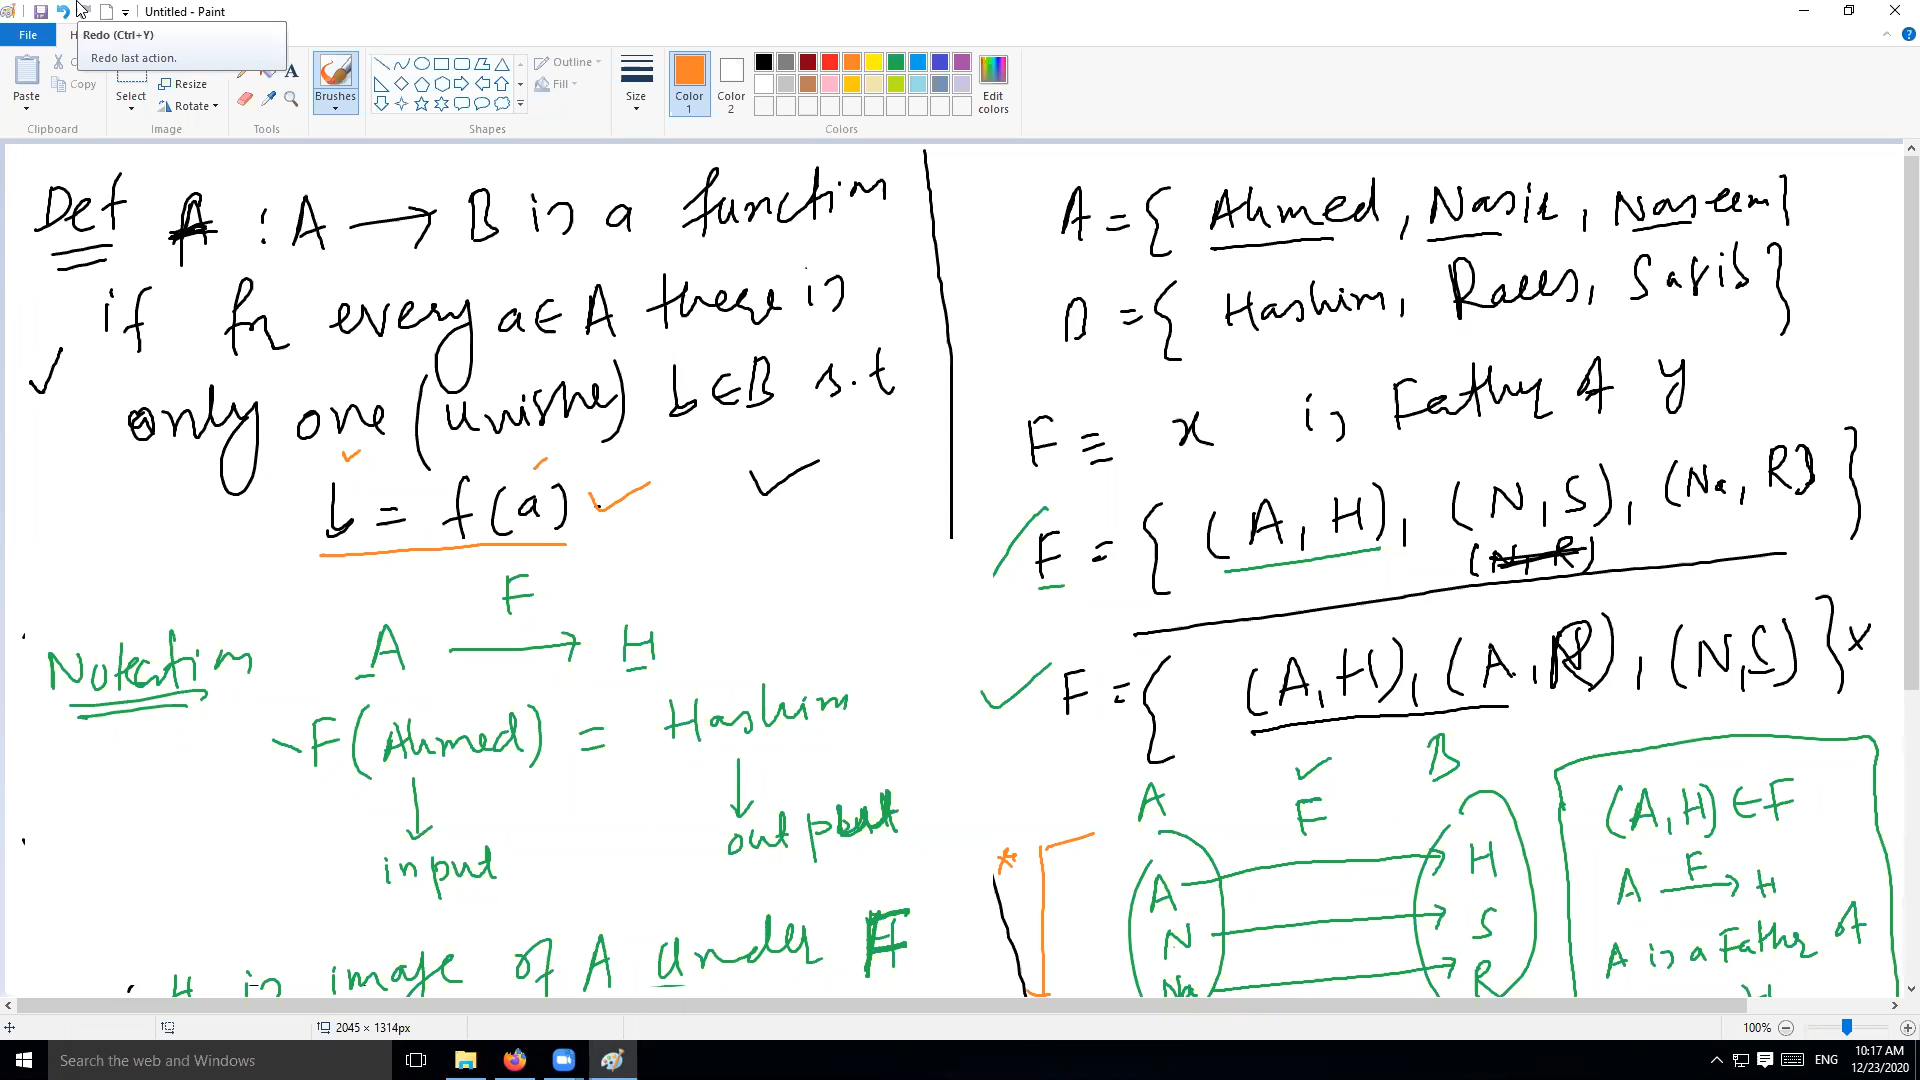 Untitled - Paint
File
Redo (Ctrl+Y)
Redo last action.
Paste
Copy
Select
Resize
Rotate
Brushes
Outline
Fill
Size
Color 1
Color 2
Edit colors
Clipboard
Image
Tools
Shapes
Colors
Def : A → B is a function
if for every a ∈ A there is
only one (unique) b ∈ B s.t
b = f(a)
F
Notation A → H
F(Ahmed) = Hashim
input
output
H is image of A under F
A = { Ahmed, Nasir, Naseem }
B = { Hashim, Raees, Sarib }
F ≡ x is Father of y
F = { (A, H), (N, S), (Na, R) }
(N, R)
F = { (A, H), (A, R), (N, S) } x
A F B
* A H
N S
Na R
(A, H) ∈ F
F
A → H
A is a Father of
H
2045 × 1314px
100%
Search the web and Windows
ENG
10:17 AM
12/23/2020